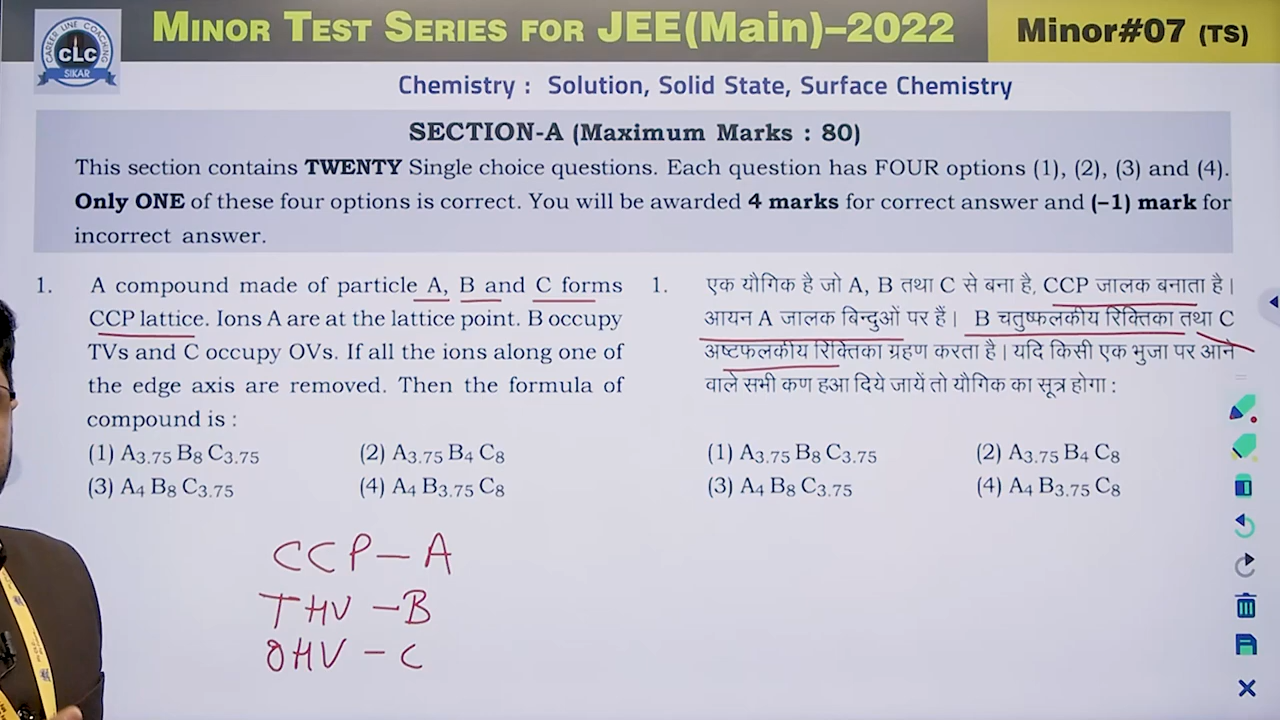 CAREER LINE COACHING
CLC
SIKAR
MINOR TEST SERIES FOR JEE(MAIN)–2022
Minor#07 (TS)
Chemistry : Solution, Solid State, Surface Chemistry
SECTION-A (Maximum Marks : 80)
This section contains TWENTY Single choice questions. Each question has FOUR options (1), (2), (3) and (4).
Only ONE of these four options is correct. You will be awarded 4 marks for correct answer and (–1) mark for
incorrect answer.
1. A compound made of particle A, B and C forms
CCP lattice. Ions A are at the lattice point. B occupy
TVs and C occupy OVs. If all the ions along one of
the edge axis are removed. Then the formula of
compound is :
(1) A3.75 B8 C3.75 (2) A3.75 B4 C8
(3) A4 B8 C3.75 (4) A4 B3.75 C8
1. एक यौगिक है जो A, B तथा C से बना है, CCP जालक बनाता है।
आयन A जालक बिन्दुओं पर हैं। B चतुष्फलकीय रिक्तिका तथा C
अष्टफलकीय रिक्तिका ग्रहण करता है। यदि किसी एक भुजा पर आने
वाले सभी कण हआ दिये जायें तो यौगिक का सूत्र होगा :
(1) A3.75 B8 C3.75 (2) A3.75 B4 C8
(3) A4 B8 C3.75 (4) A4 B3.75 C8
CCP – A
THV – B
OHV – C